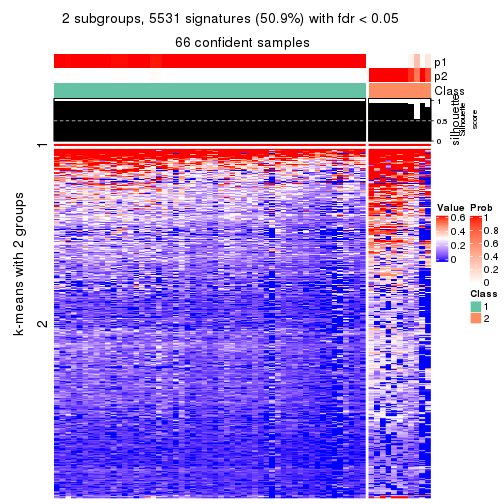 2 subgroups, 5531 signatures (50.9%) with fdr < 0.05
66 confident samples
p1
p2
Class
1
0.5
0
silhouette
Silhouette
score
1
2
k-means with 2 groups
Value
0.6
0.4
0.2
0
Prob
1
0.8
0.6
0.4
0.2
0
Class
1
2